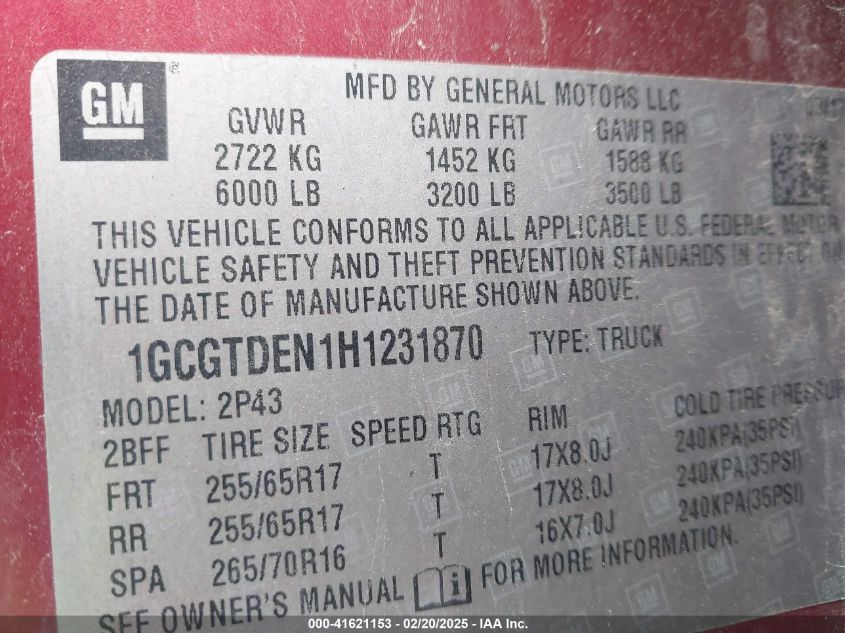 GM ®
MFD BY GENERAL MOTORS LLC
GVWR GAWR FRT GAWR RR
2722 KG 1452 KG 1588 KG
6000 LB 3200 LB 3500 LB
THIS VEHICLE CONFORMS TO ALL APPLICABLE U.S. FEDERAL MOTOR
VEHICLE SAFETY AND THEFT PREVENTION STANDARDS IN EFFECT ON
THE DATE OF MANUFACTURE SHOWN ABOVE.
1GCGTDEN1H1231870 TYPE: TRUCK
MODEL: 2P43
2BFF TIRE SIZE SPEED RTG RIM COLD TIRE PRESSUR
FRT 255/65R17 T 17X8.0J 240KPA(35PSI)
RR 255/65R17 T 17X8.0J 240KPA(35PSI)
SPA 265/70R16 T 16X7.0J 240KPA(35PSI)
SEE OWNER'S MANUAL FOR MORE INFORMATION.
000-41621153 - 02/20/2025 - IAA Inc.